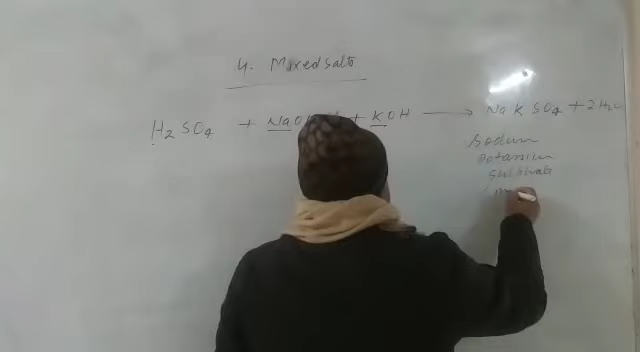 4. Mixed salts
H2SO4 + NaOH + KOH → NaKSO4 + 2H2O
Sodium
potassium
sulphate